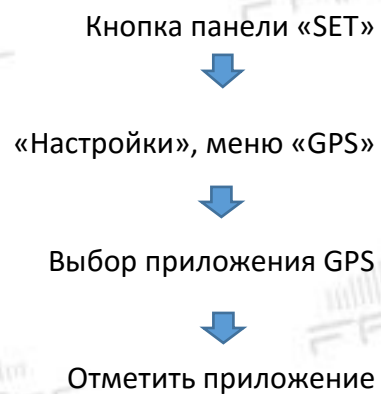 Кнопка панели «SET»
«Настройки», меню «GPS»
Выбор приложения GPS
Отметить приложение